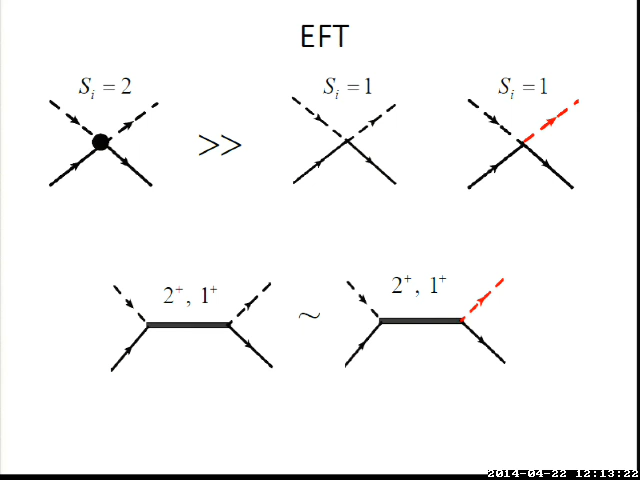 EFT
S_i = 2
>>
S_i = 1
S_i = 1
2⁺, 1⁺
~
2⁺, 1⁺
2014-04-22 12:13:22